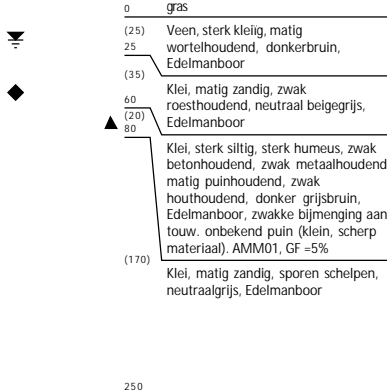 0 gras
(25) Veen, sterk kleiïg, matig
25 wortelhoudend, donkerbruin,
Edelmanboor
(35)
Klei, matig zandig, zwak
60 roesthoudend, neutraal beigegrijs,
(20) Edelmanboor
80
Klei, sterk siltig, sterk humeus, zwak
betonhoudend, zwak metaalhoudend
matig puinhoudend, zwak
houthoudend, donker grijsbruin,
Edelmanboor, zwakke bijmenging aan
touw. onbekend puin (klein, scherp
materiaal). AMM01, GF =5%
(170)
Klei, matig zandig, sporen schelpen,
neutraalgrijs, Edelmanboor
250